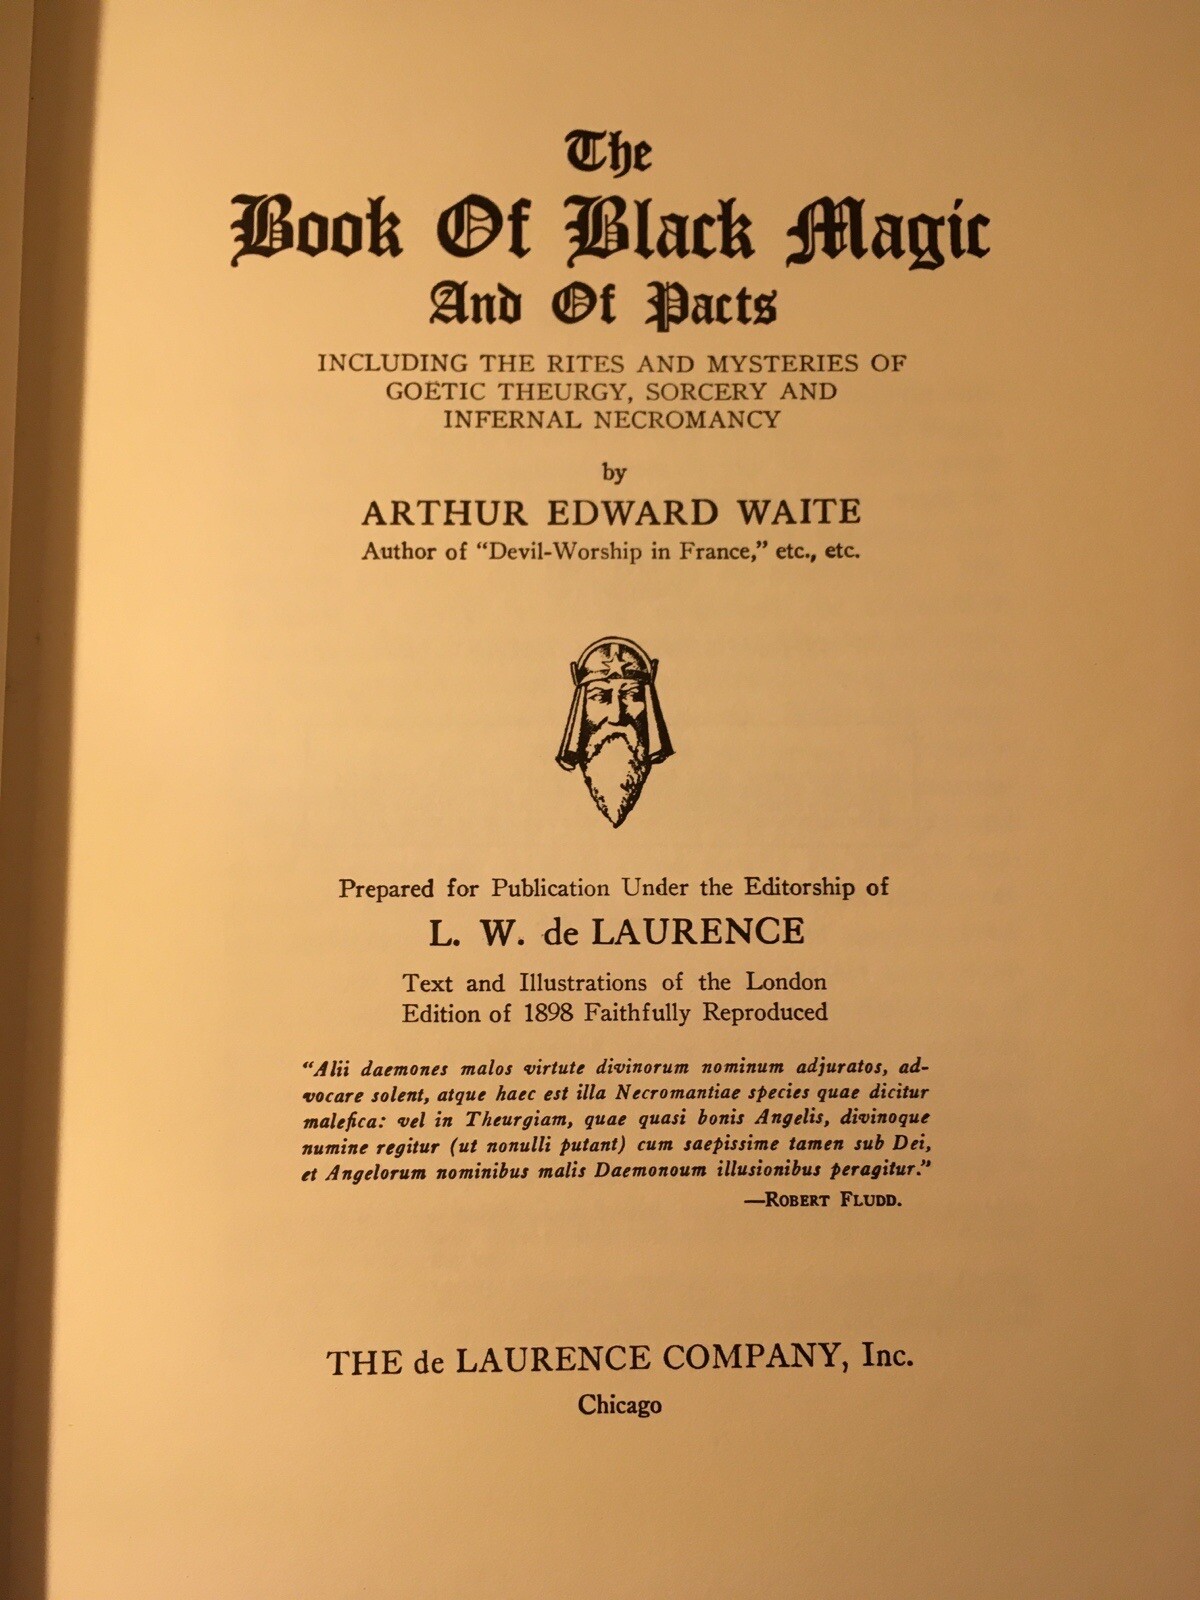 The
Book Of Black Magic
And Of Pacts
INCLUDING THE RITES AND MYSTERIES OF
GOËTIC THEURGY, SORCERY AND
INFERNAL NECROMANCY
by
ARTHUR EDWARD WAITE
Author of “Devil-Worship in France,” etc., etc.
Prepared for Publication Under the Editorship of
L. W. de LAURENCE
Text and Illustrations of the London
Edition of 1898 Faithfully Reproduced
“Alii daemones malos virtute divinorum nominum adjuratos, ad-
vocare solent, atque haec est illa Necromantiae species quae dicitur
malefica: vel in Theurgiam, quae quasi bonis Angelis, divinoque
numine regitur (ut nonulli putant) cum saepissime tamen sub Dei,
et Angelorum nominibus malis Daemonoum illusionibus peragitur.”
—ROBERT FLUDD.
THE de LAURENCE COMPANY, Inc.
Chicago